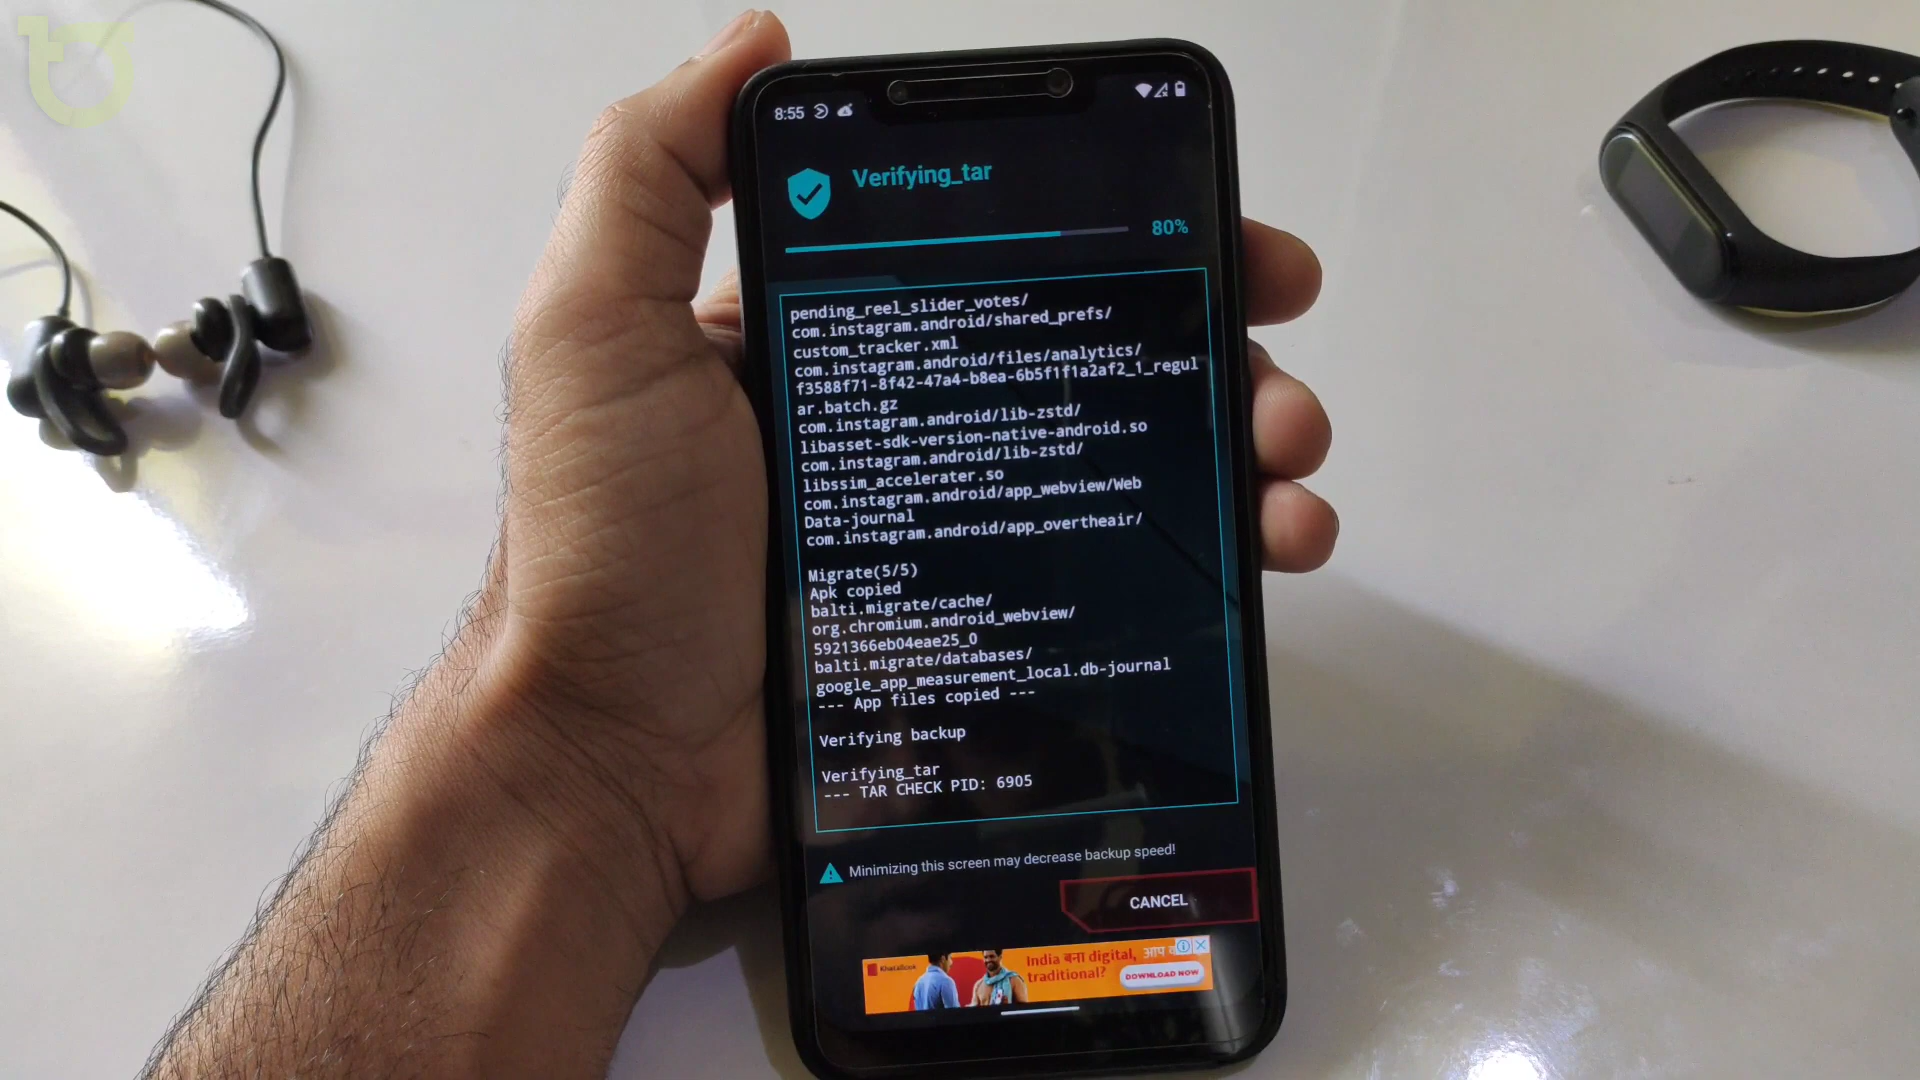 8:55
Verifying_tar
80%
pending_reel_slider_votes/
com.instagram.android/shared_prefs/
custom_tracker.xml
com.instagram.android/files/analytics/
f3588f71-8f42-47a4-b8ea-6b5f1f1a2af2_1_regul
ar.batch.gz
com.instagram.android/lib-zstd/
libasset-sdk-version-native-android.so
com.instagram.android/lib-zstd/
libssim_accelerater.so
com.instagram.android/app_webview/Web
Data-journal
com.instagram.android/app_overtheair/
Migrate(5/5)
Apk copied
balti.migrate/cache/
org.chromium.android_webview/
5921366eb04eae25_0
balti.migrate/databases/
google_app_measurement_local.db-journal
--- App files copied ---
Verifying backup
Verifying_tar
--- TAR CHECK PID: 6905
Minimizing this screen may decrease backup speed!
CANCEL
KhataBook
India बना digital, आप
traditional?
DOWNLOAD NOW